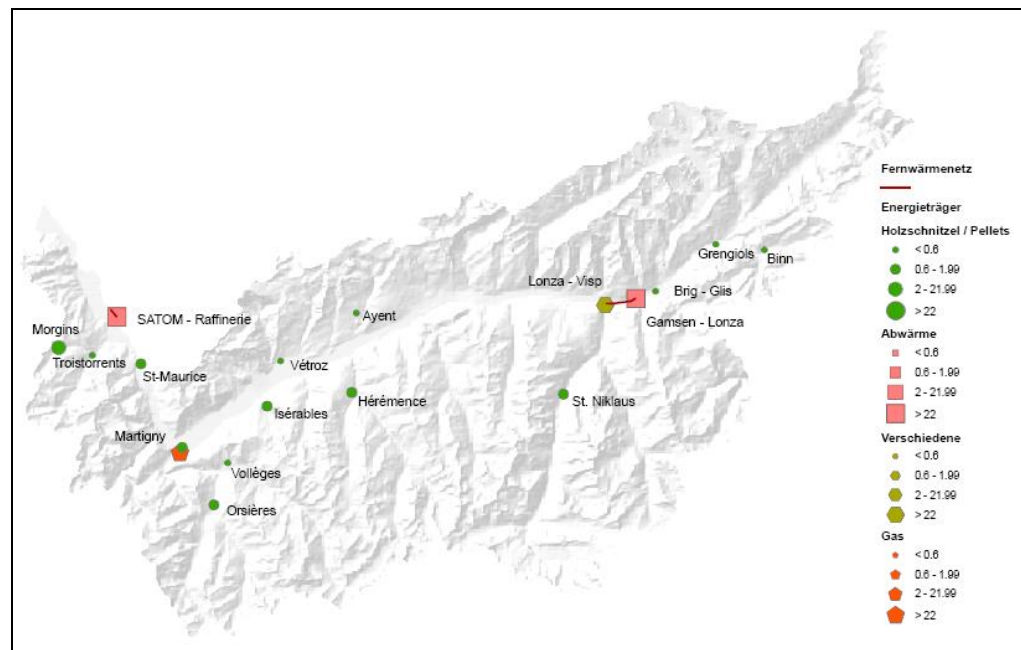 Fernwärmenetz
Energieträger
Holzschnitzel / Pellets
< 0.6
0.6 - 1.99
2 - 21.99
> 22
Abwärme
< 0.6
0.6 - 1.99
2 - 21.99
> 22
Verschiedene
< 0.6
0.6 - 1.99
2 - 21.99
> 22
Gas
< 0.6
0.6 - 1.99
2 - 21.99
> 22
Grengiols
Binn
Lonza - Visp
Brig - Glis
Gamsen - Lonza
SATOM - Raffinerie
Ayent
Morgins
Troistorrents
St-Maurice
Vétroz
Isérables
Hérémence
St. Niklaus
Martigny
Vollèges
Orsières